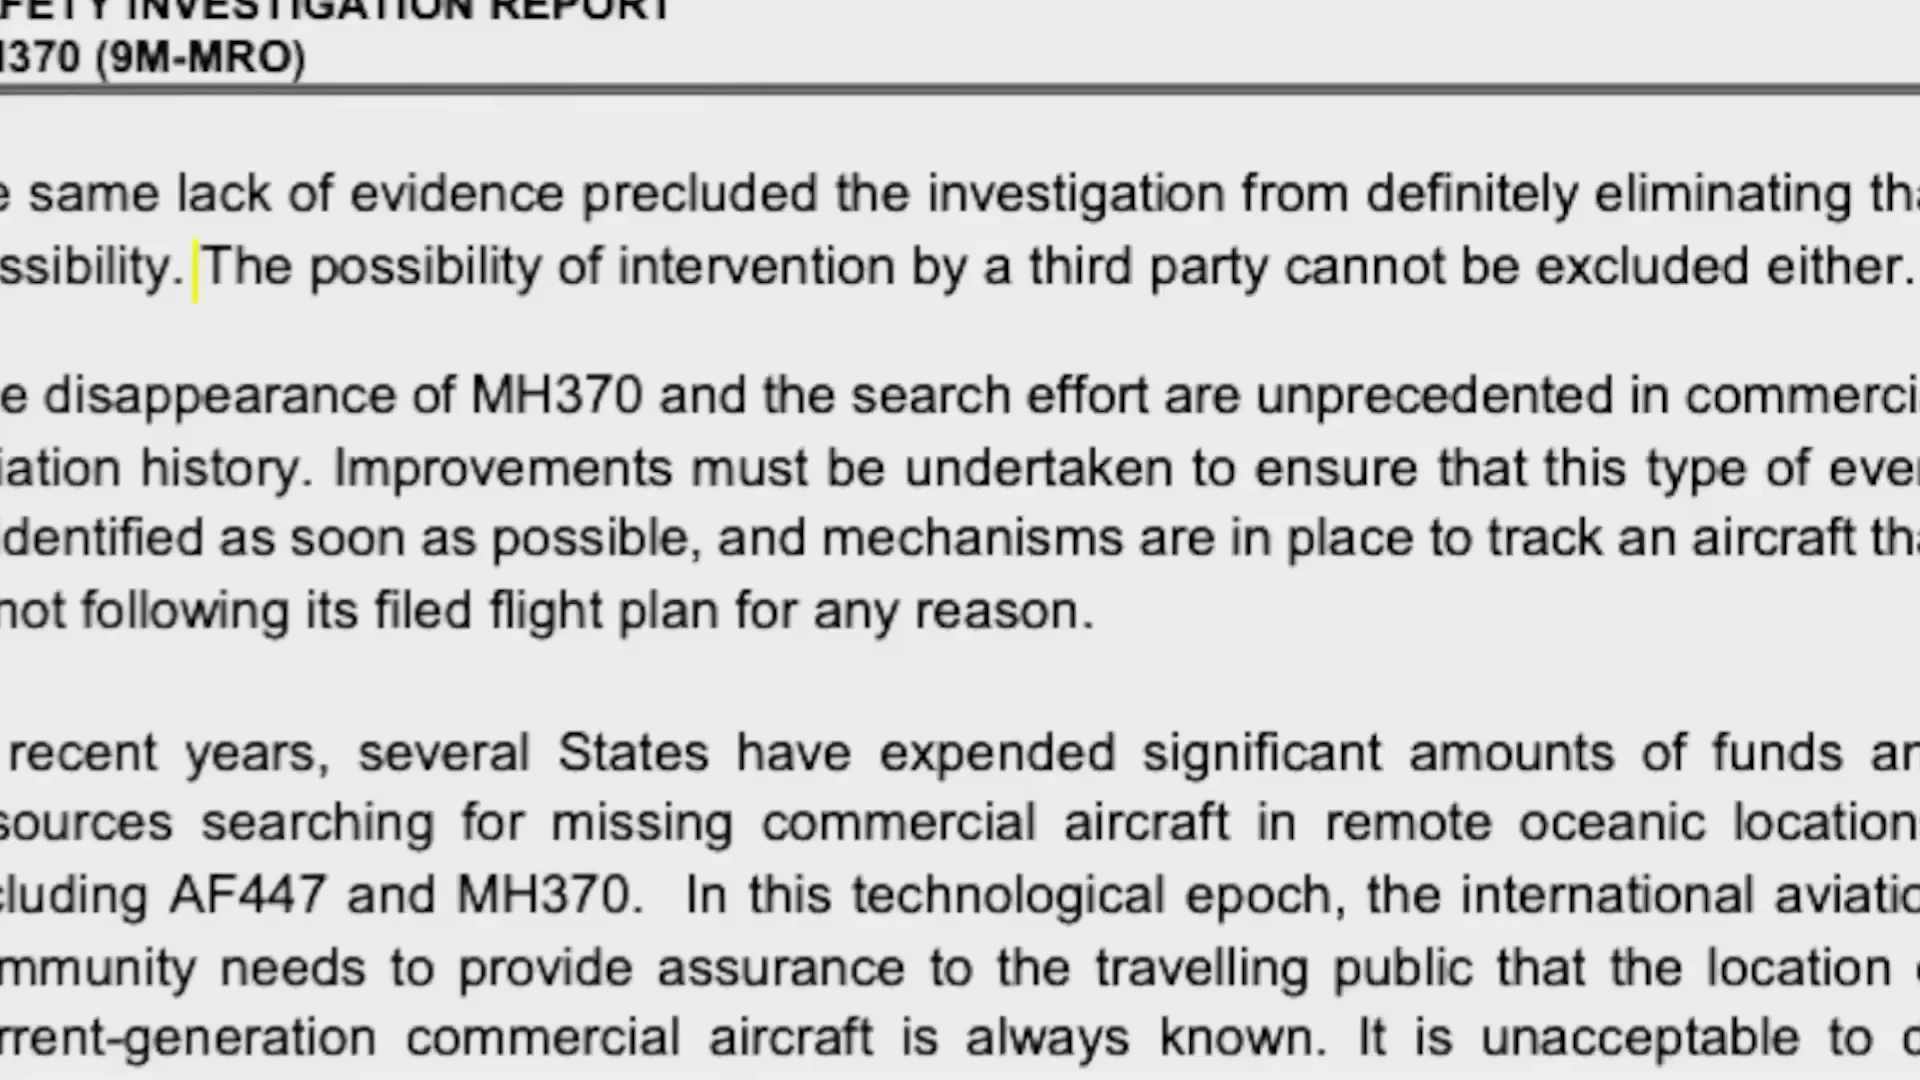 FETY INVESTIGATION REPORT
H370 (9M-MRO)
e same lack of evidence precluded the investigation from definitely eliminating tha
ssibility. The possibility of intervention by a third party cannot be excluded either.
e disappearance of MH370 and the search effort are unprecedented in commerci
iation history. Improvements must be undertaken to ensure that this type of even
identified as soon as possible, and mechanisms are in place to track an aircraft tha
not following its filed flight plan for any reason.
recent years, several States have expended significant amounts of funds an
sources searching for missing commercial aircraft in remote oceanic location
cluding AF447 and MH370. In this technological epoch, the international aviatio
mmunity needs to provide assurance to the travelling public that the location
rrent-generation commercial aircraft is always known. It is unacceptable to